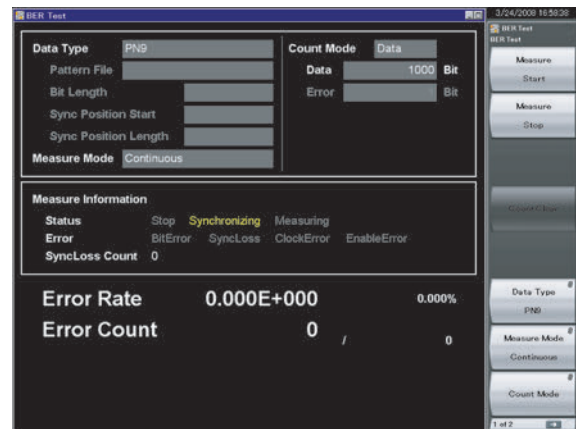 BER Test
3/24/2008 16:58:38
BER Test
BER Test
Data Type PN9
Pattern File
Bit Length
Sync Position Start
Sync Position Length
Measure Mode Continuous
Count Mode Data
Data 1000 Bit
Error Bit
Measure Information
Status Stop Synchronizing Measuring
Error BitError SyncLoss ClockError EnableError
SyncLoss Count 0
Error Rate 0.000E+000 0.000%
Error Count 0 / 0
Measure
Start
Measure
Stop
Count Clear
Data Type
PN9
Measure Mode
Continuous
Count Mode
1 of 2